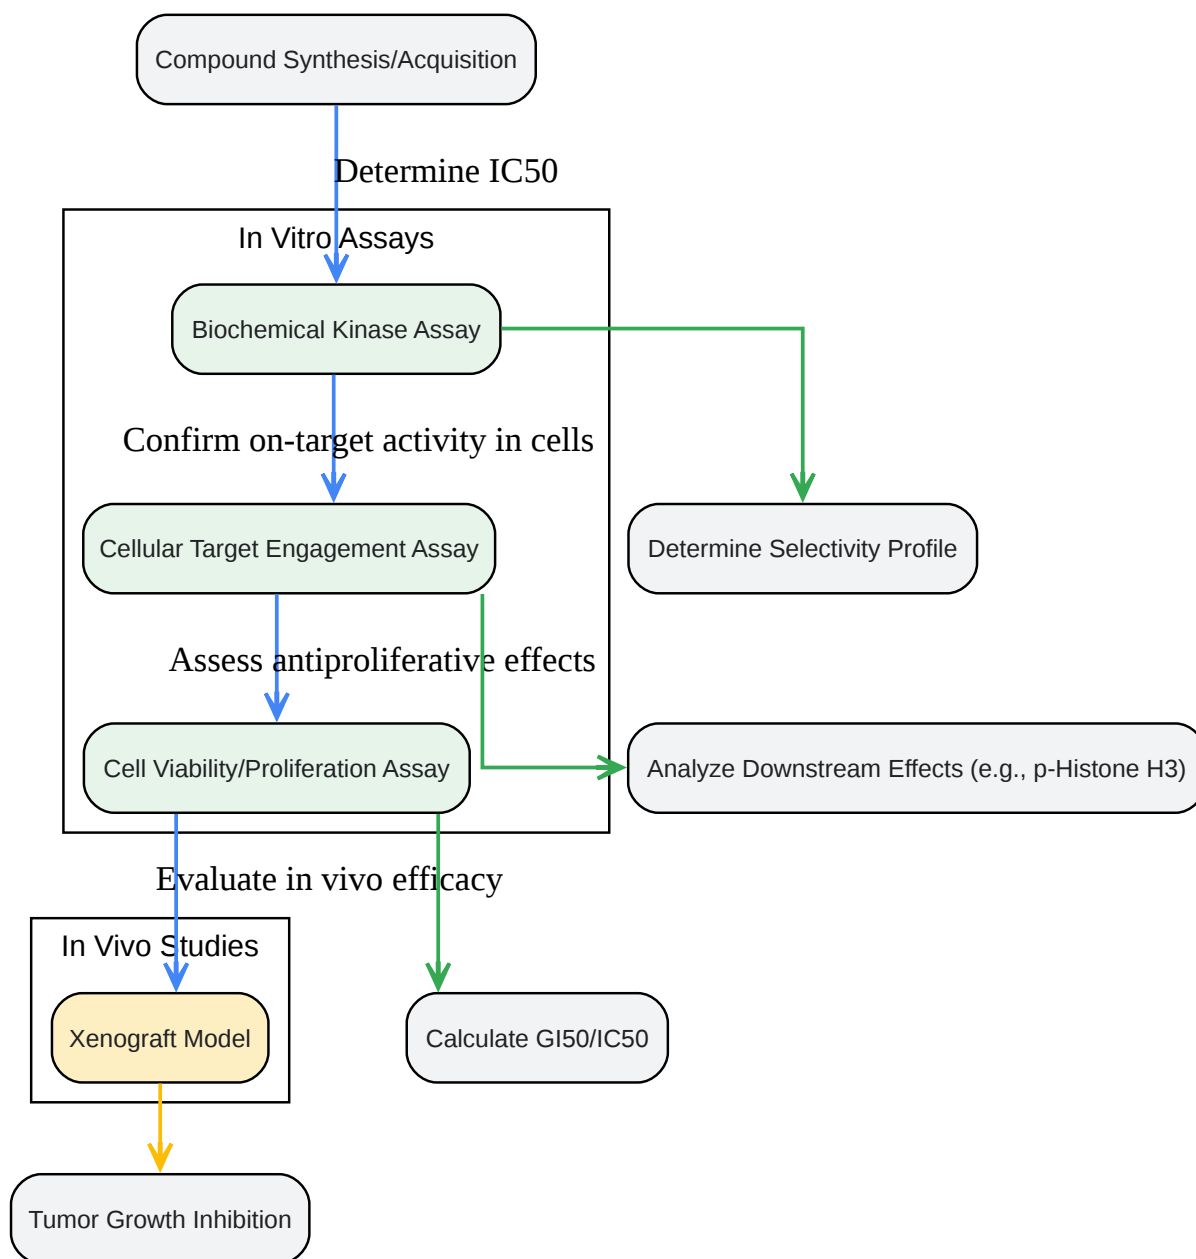 Compound Synthesis/Acquisition
Determine IC50
In Vitro Assays
Biochemical Kinase Assay
Confirm on-target activity in cells
Cellular Target Engagement Assay
Determine Selectivity Profile
Assess antiproliferative effects
Cell Viability/Proliferation Assay
Analyze Downstream Effects (e.g., p-Histone H3)
Evaluate in vivo efficacy
In Vivo Studies
Xenograft Model
Calculate GI50/IC50
Tumor Growth Inhibition